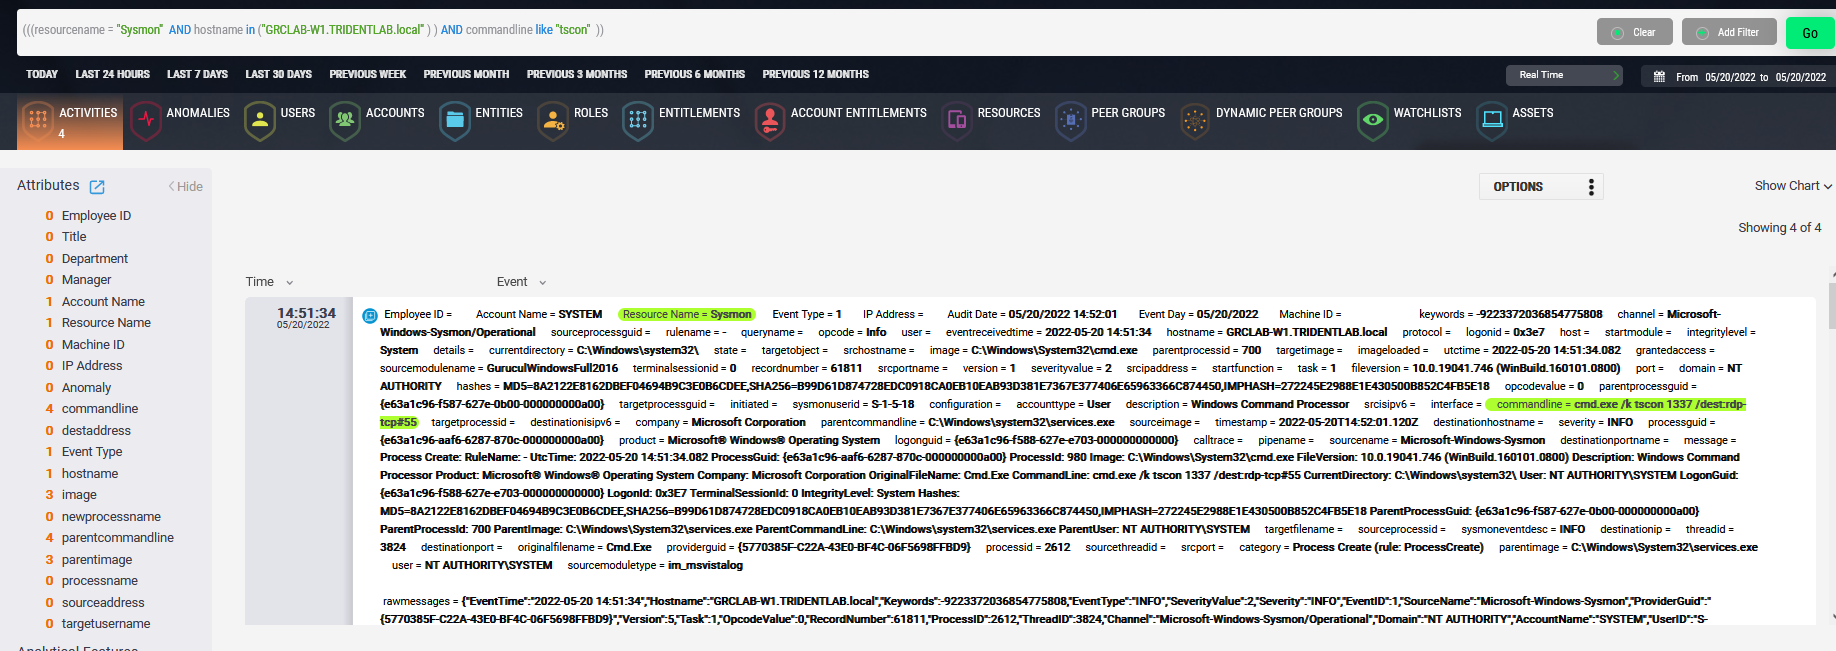 (((resourcename = "Sysmon" AND hostname in ("GRCLAB-W1.TRIDENTLAB.local" ) ) AND commandline like "tscon" ))
Clear
Add Filter
Go
TODAY LAST 24 HOURS LAST 7 DAYS LAST 30 DAYS PREVIOUS WEEK PREVIOUS MONTH PREVIOUS 3 MONTHS PREVIOUS 6 MONTHS PREVIOUS 12 MONTHS
Real Time
From 05/20/2022 to 05/20/2022
ACTIVITIES
4
ANOMALIES
USERS
ACCOUNTS
ENTITIES
ROLES
ENTITLEMENTS
ACCOUNT ENTITLEMENTS
RESOURCES
PEER GROUPS
DYNAMIC PEER GROUPS
WATCHLISTS
ASSETS
Attributes
Hide
0 Employee ID
0 Title
0 Department
0 Manager
1 Account Name
1 Resource Name
0 Machine ID
0 IP Address
0 Anomaly
4 commandline
0 destaddress
1 Event Type
1 hostname
3 image
0 newprocessname
4 parentcommandline
3 parentimage
0 processname
0 sourceaddress
0 targetusername
OPTIONS
Show Chart
Showing 4 of 4
Time
Event
14:51:34
05/20/2022
Employee ID = Account Name = SYSTEM Resource Name = Sysmon Event Type = 1 IP Address = Audit Date = 05/20/2022 14:52:01 Event Day = 05/20/2022 Machine ID = keywords = -9223372036854775808 channel = Microsoft-
Windows-Sysmon/Operational sourceprocessguid = rulename = - queryname = opcode = Info user = eventreceivedtime = 2022-05-20 14:51:34 hostname = GRCLAB-W1.TRIDENTLAB.local protocol = logonid = 0x3e7 host = startmodule = integritylevel =
System details = currentdirectory = C:\Windows\system32\ state = targetobject = srchostname = image = C:\Windows\System32\cmd.exe parentprocessid = 700 targetimage = imageloaded = utctime = 2022-05-20 14:51:34.082 grantedaccess =
sourcemodulename = GuruculWindowsFull2016 terminalsessionid = 0 recordnumber = 61811 srcportname = version = 1 severityvalue = 2 srcipaddress = startfunction = task = 1 fileversion = 10.0.19041.746 (WinBuild.160101.0800) port = domain = NT
AUTHORITY hashes = MD5=8A2122E8162DBEF04694B9C3E0B6CDEE,SHA256=B99D61D874728EDC0918CA0EB10EAB93D381E7367E377406E65963366C874450,IMPHASH=272245E2988E1E430500B852C4FB5E18 opcodevalue = 0 parentprocessguid =
{e63a1c96-f587-627e-0b00-000000000a00} targetprocessguid = initiated = sysmonuserid = S-1-5-18 configuration = accounttype = User description = Windows Command Processor srcisipv6 = interface = commandline = cmd.exe /k tscon 1337 /dest:rdp-
tcp#55 targetprocessid = destinationisipv6 = company = Microsoft Corporation parentcommandline = C:\Windows\system32\services.exe sourceimage = timestamp = 2022-05-20T14:52:01.120Z destinationhostname = severity = INFO processguid =
{e63a1c96-aaf6-6287-870c-000000000a00} product = Microsoft® Windows® Operating System logonguid = {e63a1c96-f588-627e-e703-000000000000} calltrace = pipename = sourcename = Microsoft-Windows-Sysmon destinationportname = message =
Process Create: RuleName: - UtcTime: 2022-05-20 14:51:34.082 ProcessGuid: {e63a1c96-aaf6-6287-870c-000000000a00} ProcessId: 980 Image: C:\Windows\System32\cmd.exe FileVersion: 10.0.19041.746 (WinBuild.160101.0800) Description: Windows Command
Processor Product: Microsoft® Windows® Operating System Company: Microsoft Corporation OriginalFileName: Cmd.Exe CommandLine: cmd.exe /k tscon 1337 /dest:rdp-tcp#55 CurrentDirectory: C:\Windows\system32\ User: NT AUTHORITY\SYSTEM LogonGuid:
{e63a1c96-f588-627e-e703-000000000000} LogonId: 0x3E7 TerminalSessionId: 0 IntegrityLevel: System Hashes:
MD5=8A2122E8162DBEF04694B9C3E0B6CDEE,SHA256=B99D61D874728EDC0918CA0EB10EAB93D381E7367E377406E65963366C874450,IMPHASH=272245E2988E1E430500B852C4FB5E18 ParentProcessGuid: {e63a1c96-f587-627e-0b00-000000000a00}
ParentProcessId: 700 ParentImage: C:\Windows\System32\services.exe ParentCommandLine: C:\Windows\system32\services.exe ParentUser: NT AUTHORITY\SYSTEM targetfilename = sourceprocessid = sysmoneventdesc = INFO destinationip = threadid =
3824 destinationport = originalfilename = Cmd.Exe providerguid = {5770385F-C22A-43E0-BF4C-06F5698FFBD9} processid = 2612 sourcethreadid = srcport = category = Process Create (rule: ProcessCreate) parentimage = C:\Windows\System32\services.exe
user = NT AUTHORITY\SYSTEM sourcemoduletype = im_msvistalog
rawmessages = {"EventTime":"2022-05-20 14:51:34","Hostname":"GRCLAB-W1.TRIDENTLAB.local","Keywords":-9223372036854775808,"EventType":"INFO","SeverityValue":2,"Severity":"INFO","EventID":1,"SourceName":"Microsoft-Windows-Sysmon","ProviderGuid":"
{5770385F-C22A-43E0-BF4C-06F5698FFBD9}","Version":5,"Task":1,"OpcodeValue":0,"RecordNumber":61811,"ProcessID":2612,"ThreadID":3824,"Channel":"Microsoft-Windows-Sysmon/Operational","Domain":"NT AUTHORITY","AccountName":"SYSTEM","UserID":"S-